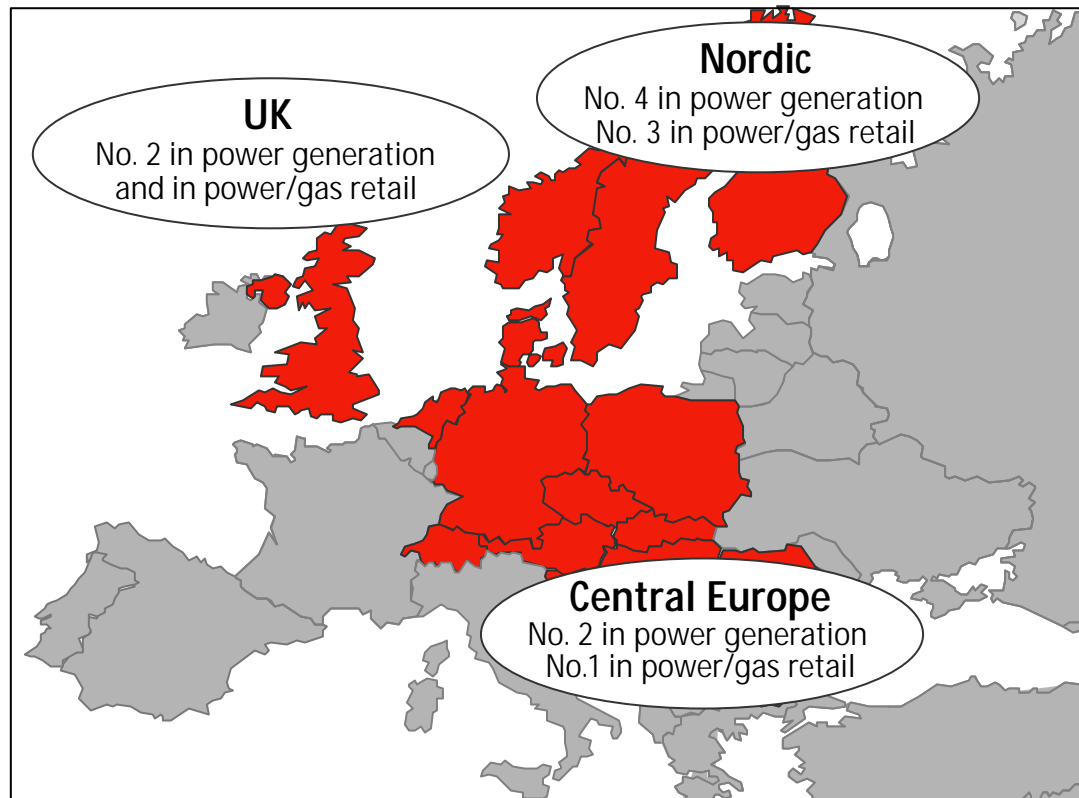 Nordic
No. 4 in power generation
No. 3 in power/gas retail
UK
No. 2 in power generation
and in power/gas retail
Central Europe
No. 2 in power generation
No.1 in power/gas retail